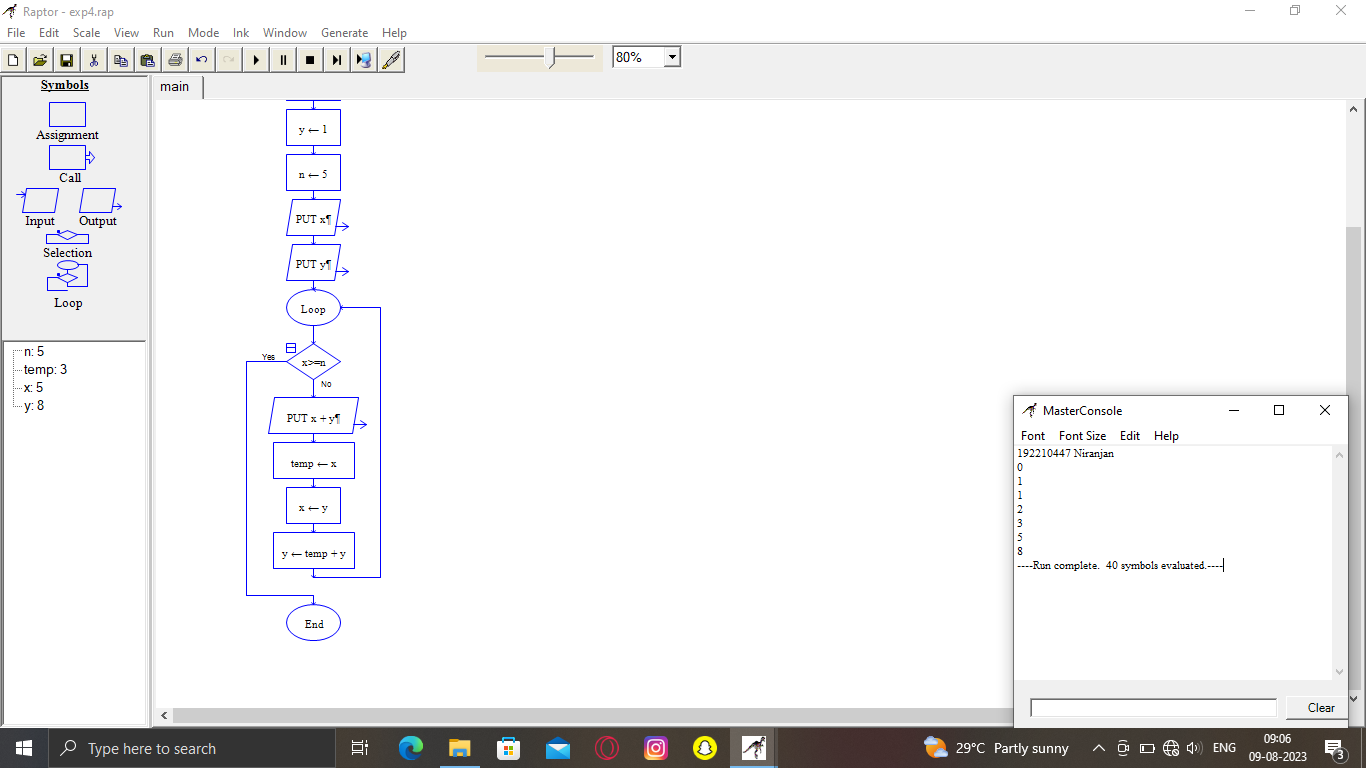 Raptor - exp4.rap
File Edit Scale View Run Mode Ink Window Generate Help
80%
Symbols
Assignment
Call
Input Output
Selection
Loop
n: 5
temp: 3
x: 5
y: 8
main
y ← 1
n ← 5
PUT x¶
PUT y¶
Loop
Yes
x>=n
No
PUT x + y¶
temp ← x
x ← y
y ← temp + y
End
MasterConsole
Font Font Size Edit Help
192210447 Niranjan
0
1
1
2
3
5
8
----Run complete. 40 symbols evaluated.----
Clear
Type here to search
29°C Partly sunny
ENG
09:06
09-08-2023
3